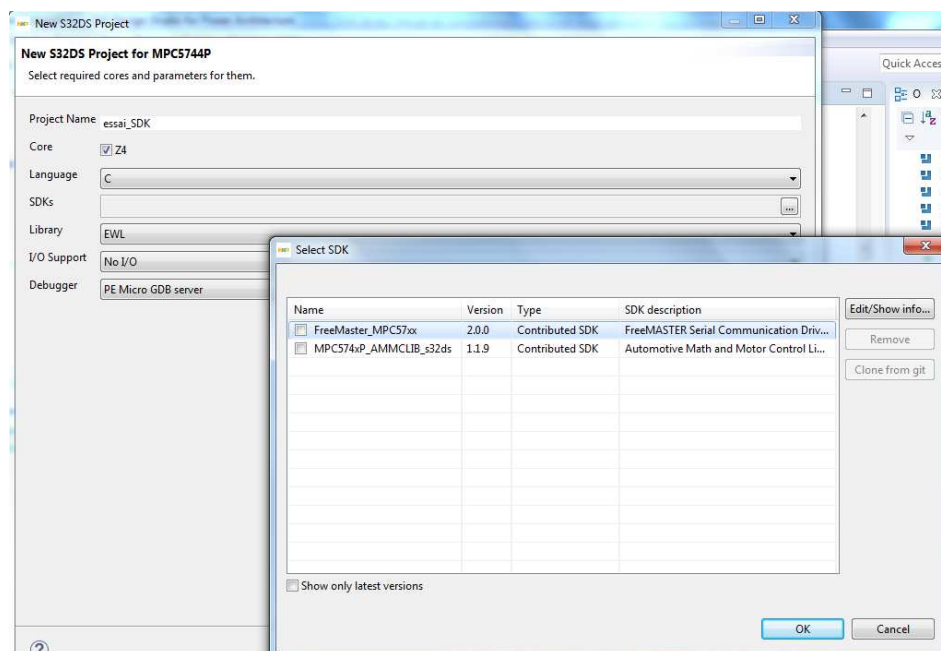 New S32DS Project
New S32DS Project for MPC5744P
Select required cores and parameters for them.
Quick Acces
Project Name essai_SDK
Core Z4
Language C
SDKs ...
Library EWL
I/O Support No I/O
Debugger PE Micro GDB server
Select SDK
Name Version Type SDK description
FreeMaster_MPC57xx 2.0.0 Contributed SDK FreeMASTER Serial Communication Driv...
MPC574xP_AMMCLIB_s32ds 1.1.9 Contributed SDK Automotive Math and Motor Control Li...
Edit/Show info...
Remove
Clone from git
Show only latest versions
OK Cancel